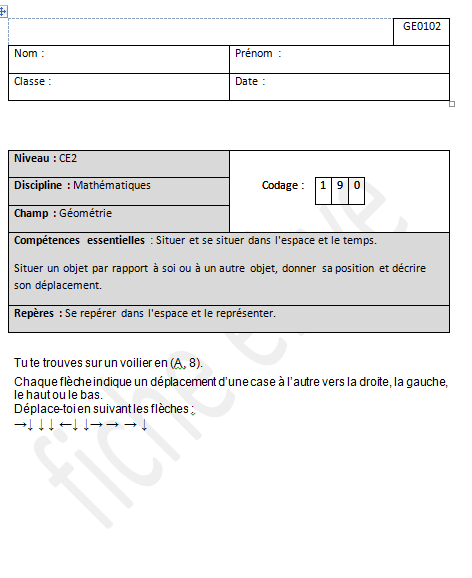 GE0102
Nom :
Prénom :
Classe :
Date :
Niveau : CE2
Discipline : Mathématiques
Codage : 1 9 0
Champ : Géométrie
Compétences essentielles : Situer et se situer dans l'espace et le temps.
Situer un objet par rapport à soi ou à un autre objet, donner sa position et décrire
son déplacement.
Repères : Se repérer dans l'espace et le représenter.
Tu te trouves sur un voilier en (A, 8).
Chaque flèche indique un déplacement d'une case à l'autre vers la droite, la gauche,
le haut ou le bas.
Déplace-toi en suivant les flèches :
→↓ ↓ ↓ ←↓ ↓→ → → ↓
fiche élève